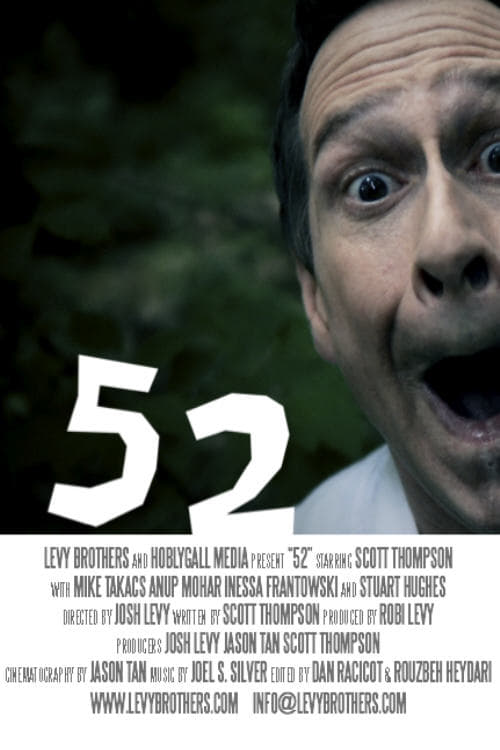 52
LEVY BROTHERS AND HOBLYGALL MEDIA PRESENT "52" STARRING SCOTT THOMPSON
WITH MIKE TAKACS ANUP MOHAR INESSA FRANTOWSKI AND STUART HUGHES
DIRECTED BY JOSH LEVY WRITTEN BY SCOTT THOMPSON PRODUCED BY ROBI LEVY
PRODUCERS JOSH LEVY JASON TAN SCOTT THOMPSON
CINEMATOGRAPHY BY JASON TAN MUSIC BY JOEL S. SILVER EDITED BY DAN RACICOT & ROUZBEH HEYDARI
WWW.LEVYBROTHERS.COM INFO@LEVYBROTHERS.COM